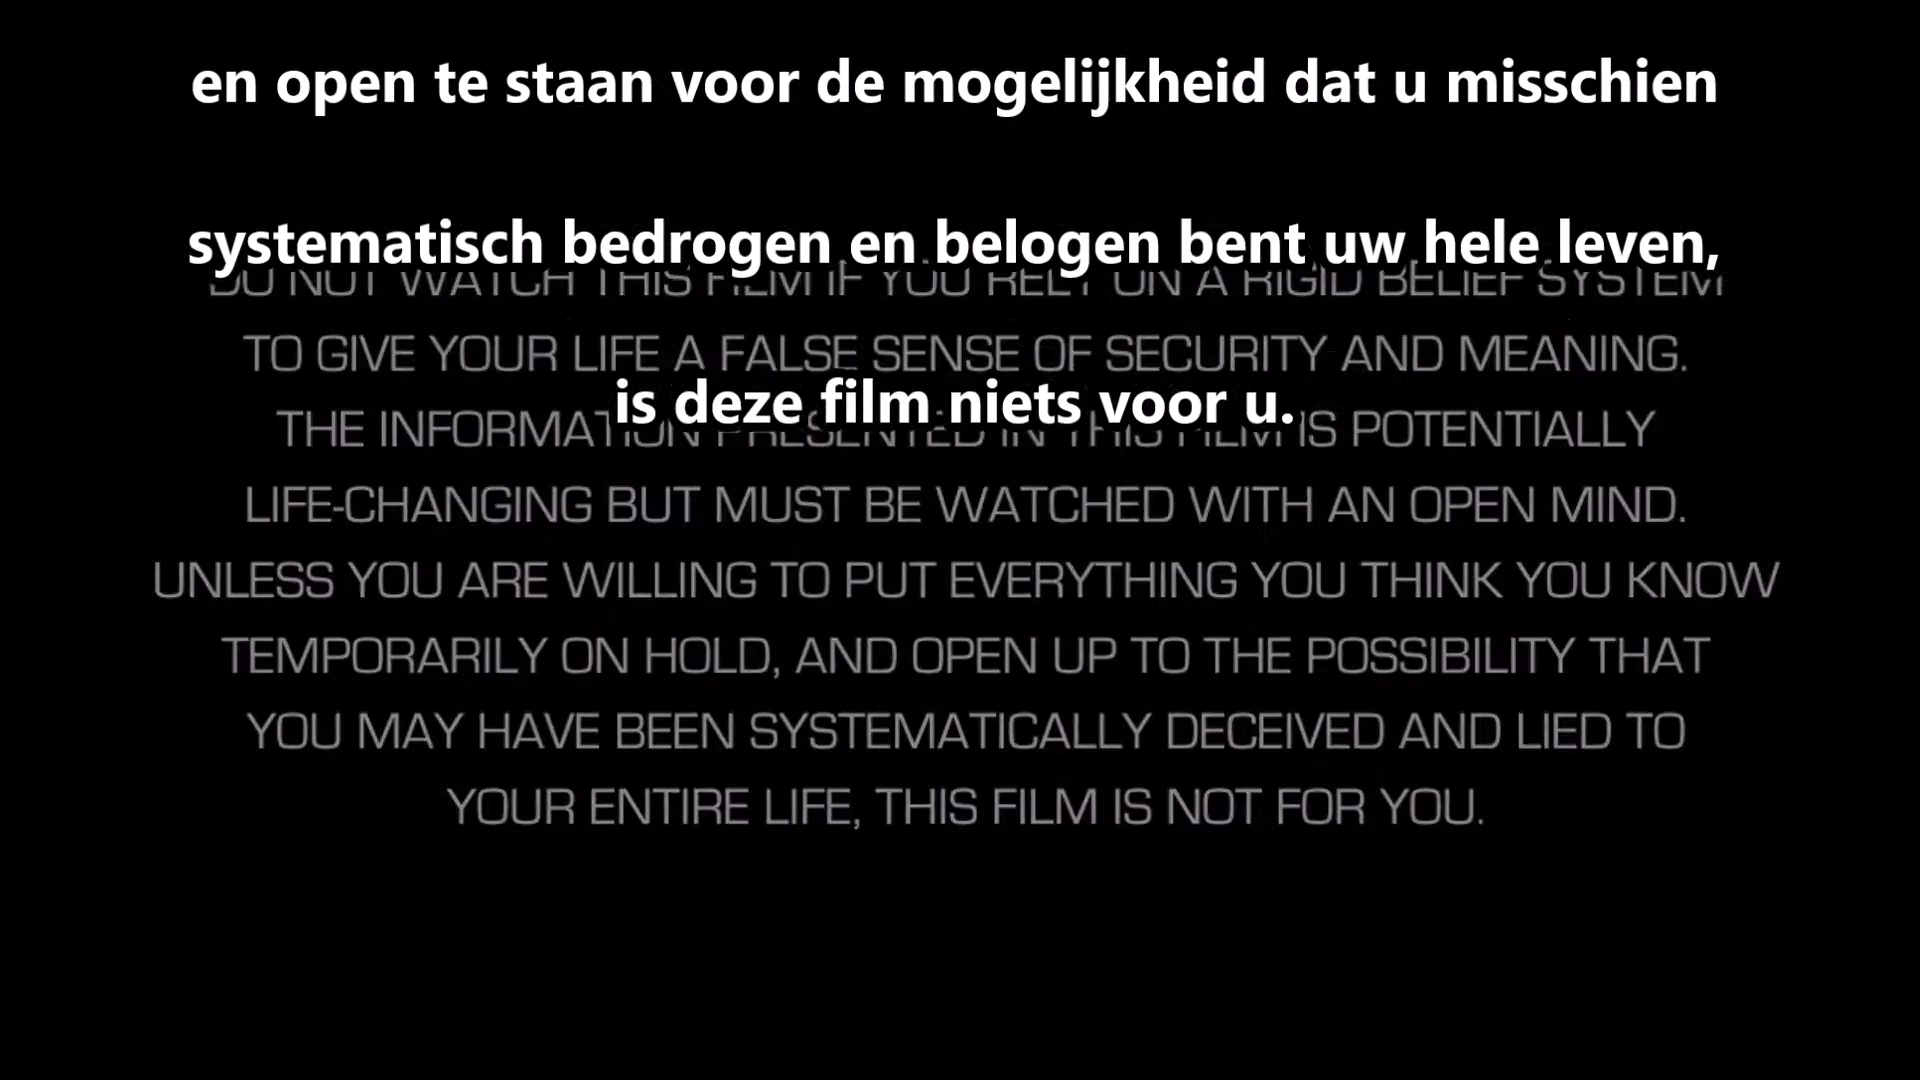 en open te staan voor de mogelijkheid dat u misschien
systematisch bedrogen en belogen bent uw hele leven,
DO NOT WATCH THIS FILM IF YOU RELY ON A RIGID BELIEF SYSTEM
TO GIVE YOUR LIFE A FALSE SENSE OF SECURITY AND MEANING.
is deze film niets voor u.
THE INFORMATION PRESENTED IN THIS FILM IS POTENTIALLY
LIFE-CHANGING BUT MUST BE WATCHED WITH AN OPEN MIND.
UNLESS YOU ARE WILLING TO PUT EVERYTHING YOU THINK YOU KNOW
TEMPORARILY ON HOLD, AND OPEN UP TO THE POSSIBILITY THAT
YOU MAY HAVE BEEN SYSTEMATICALLY DECEIVED AND LIED TO
YOUR ENTIRE LIFE, THIS FILM IS NOT FOR YOU.